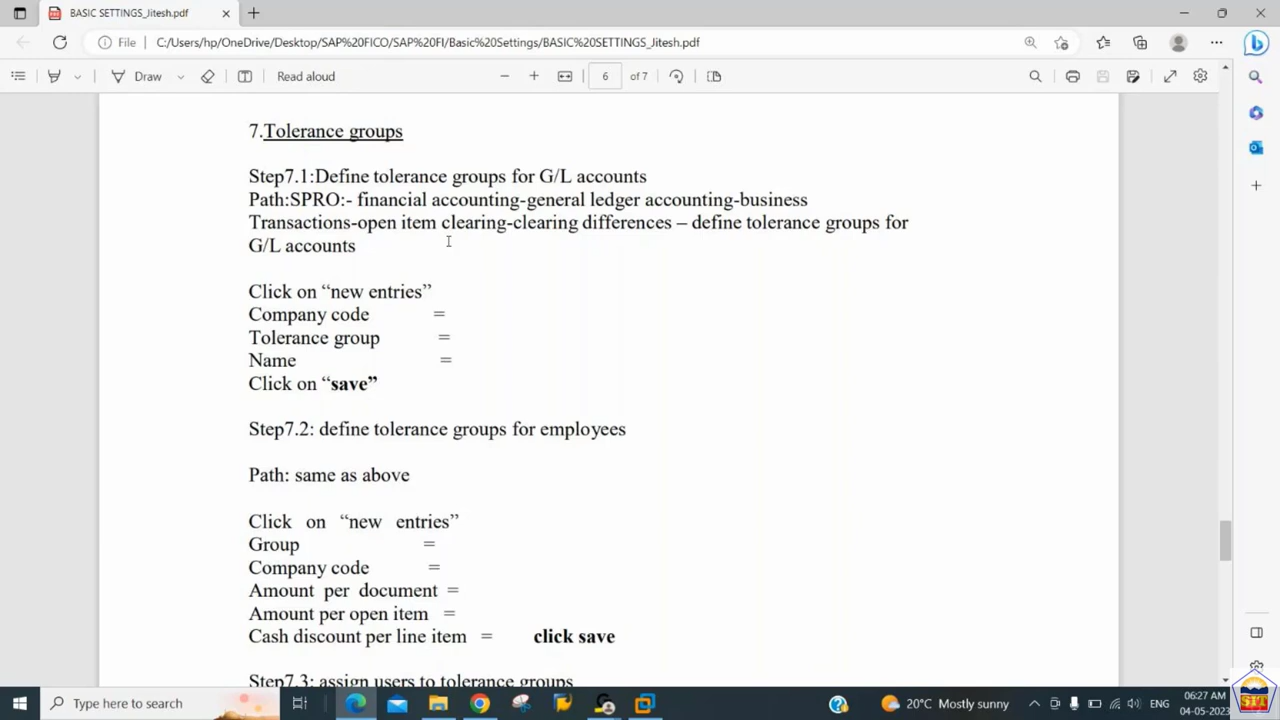 BASIC SETTINGS_Jitesh.pdf
File C:/Users/hp/OneDrive/Desktop/SAP%20FICO/SAP%20FI/Basic%20Settings/BASIC%20SETTINGS_Jitesh.pdf
Draw Read aloud 6 of 7
7.Tolerance groups
Step7.1:Define tolerance groups for G/L accounts
Path:SPRO:- financial accounting-general ledger accounting-business
Transactions-open item clearing-clearing differences – define tolerance groups for
G/L accounts
Click on “new entries”
Company code =
Tolerance group =
Name =
Click on “save”
Step7.2: define tolerance groups for employees
Path: same as above
Click on “new entries”
Group =
Company code =
Amount per document =
Amount per open item =
Cash discount per line item = click save
Step7.3: assign users to tolerance groups
Type here to search
20°C Mostly sunny
ENG
06:27 AM
04-05-2023